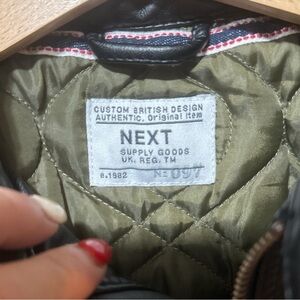 CUSTOM BRITISH DESIGN
AUTHENTIC. Original Item
NEXT
SUPPLY GOODS
UK. REG. TM
e.1982 No 097